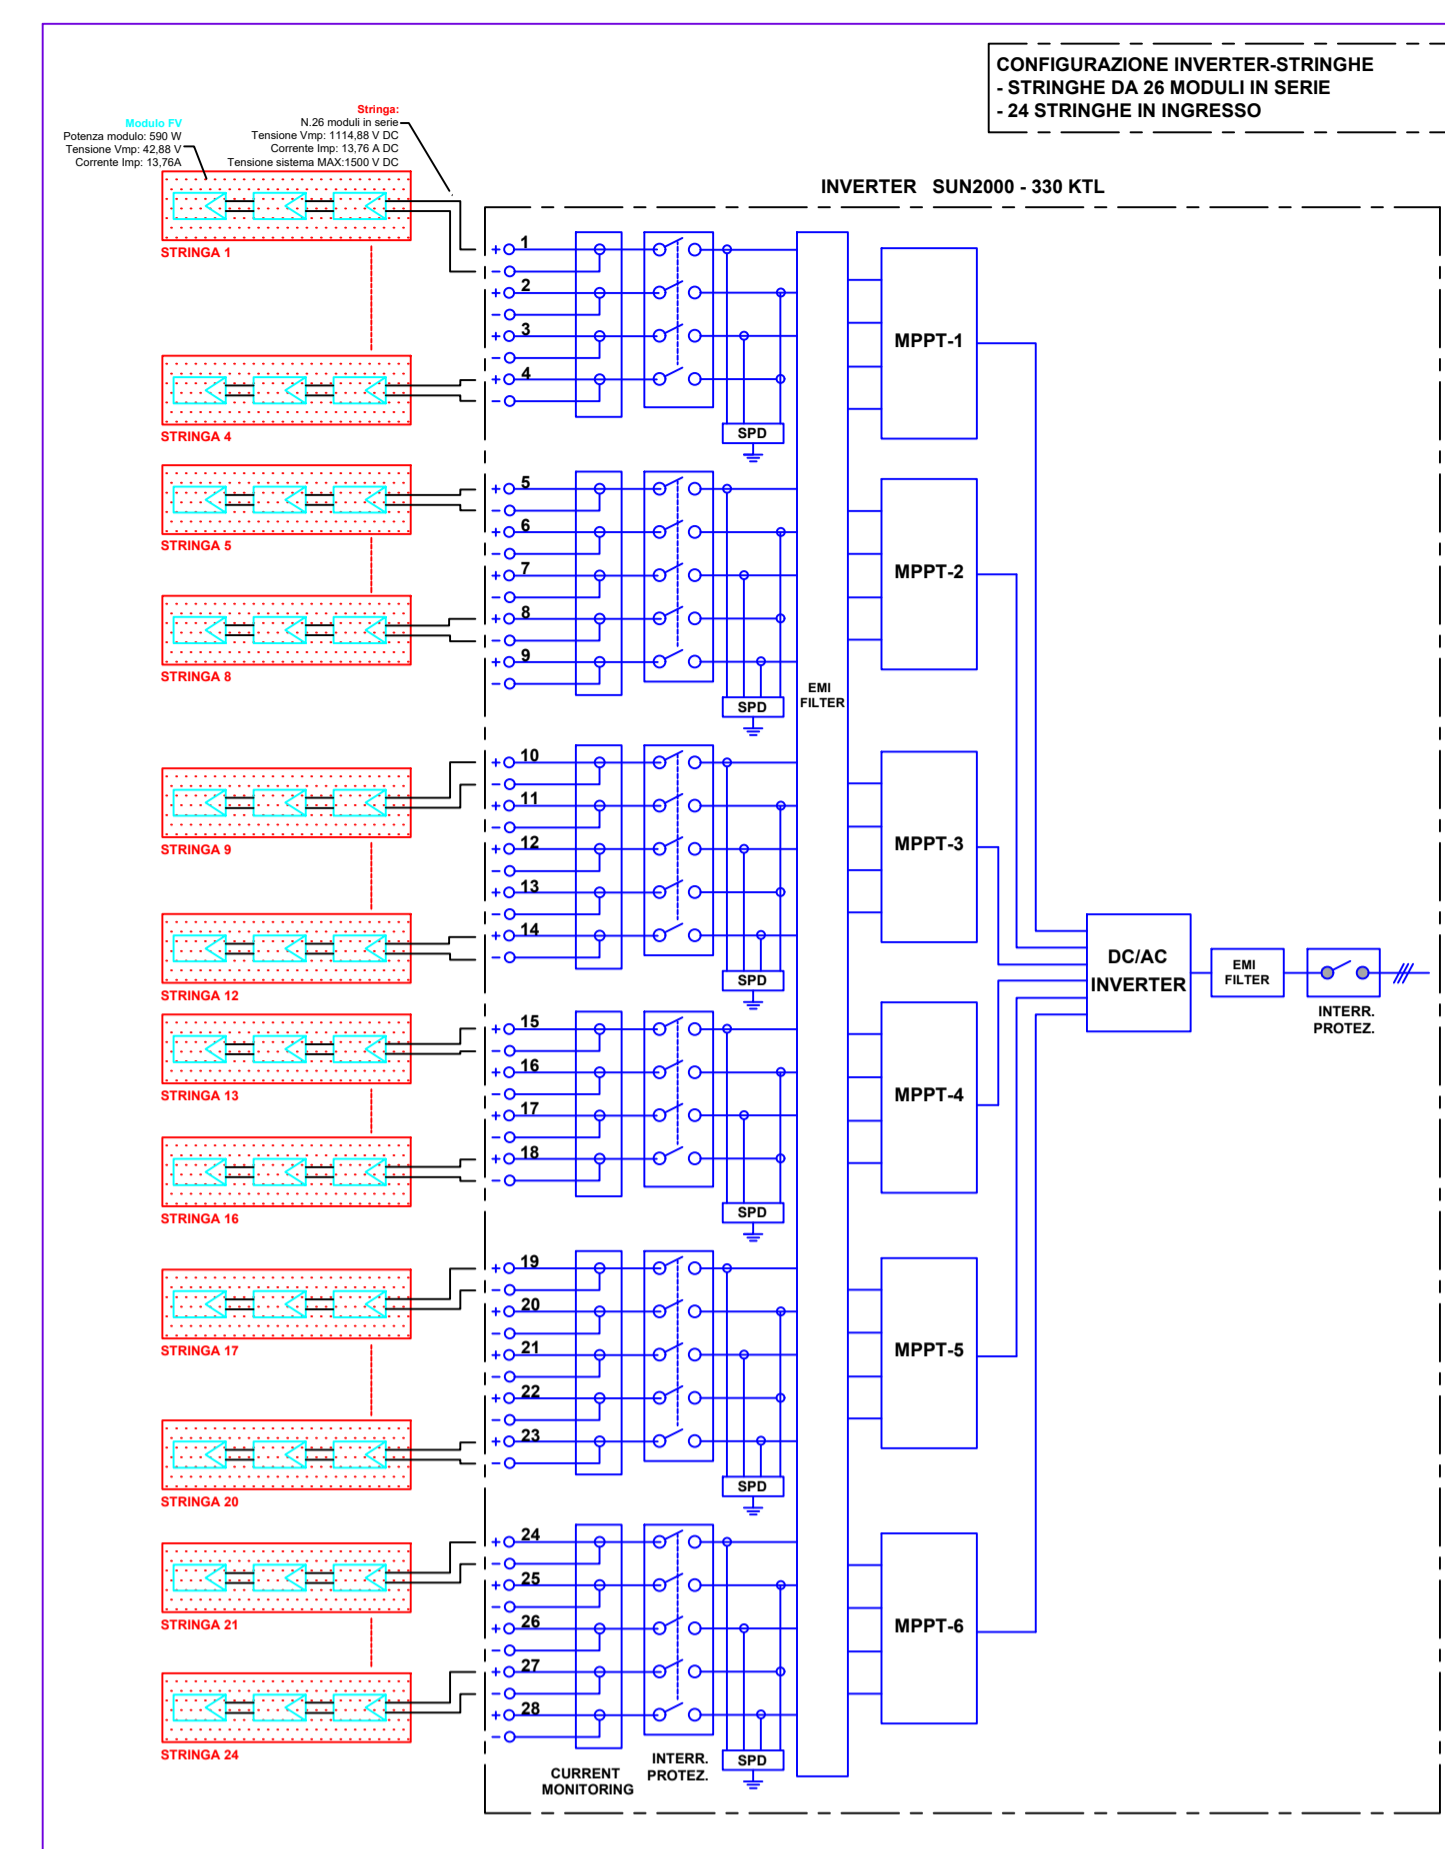 CONFIGURAZIONE INVERTER-STRINGHE
- STRINGHE DA 26 MODULI IN SERIE
- 24 STRINGHE IN INGRESSO
Modulo FV
Potenza modulo: 590 W
Tensione Vmp: 42,88 V
Corrente Imp: 13,76A
Stringa:
N.26 moduli in serie
Tensione Vmp: 1114,88 V DC
Corrente Imp: 13,76 A DC
Tensione sistema MAX:1500 V DC
INVERTER SUN2000 - 330 KTL
STRINGA 1
STRINGA 4
STRINGA 5
STRINGA 8
STRINGA 9
STRINGA 12
STRINGA 13
STRINGA 16
STRINGA 17
STRINGA 20
STRINGA 21
STRINGA 24
+ 1
-
+ 2
-
+ 3
-
+ 4
-
SPD
+ 5
-
+ 6
-
+ 7
-
+ 8
-
+ 9
-
SPD
+ 10
-
+ 11
-
+ 12
-
+ 13
-
+ 14
-
SPD
+ 15
-
+ 16
-
+ 17
-
+ 18
-
SPD
+ 19
-
+ 20
-
+ 21
-
+ 22
-
+ 23
-
SPD
+ 24
-
+ 25
-
+ 26
-
+ 27
-
+ 28
-
SPD
CURRENT
MONITORING
INTERR.
PROTEZ.
EMI
FILTER
MPPT-1
MPPT-2
MPPT-3
MPPT-4
MPPT-5
MPPT-6
DC/AC
INVERTER
EMI
FILTER
INTERR.
PROTEZ.